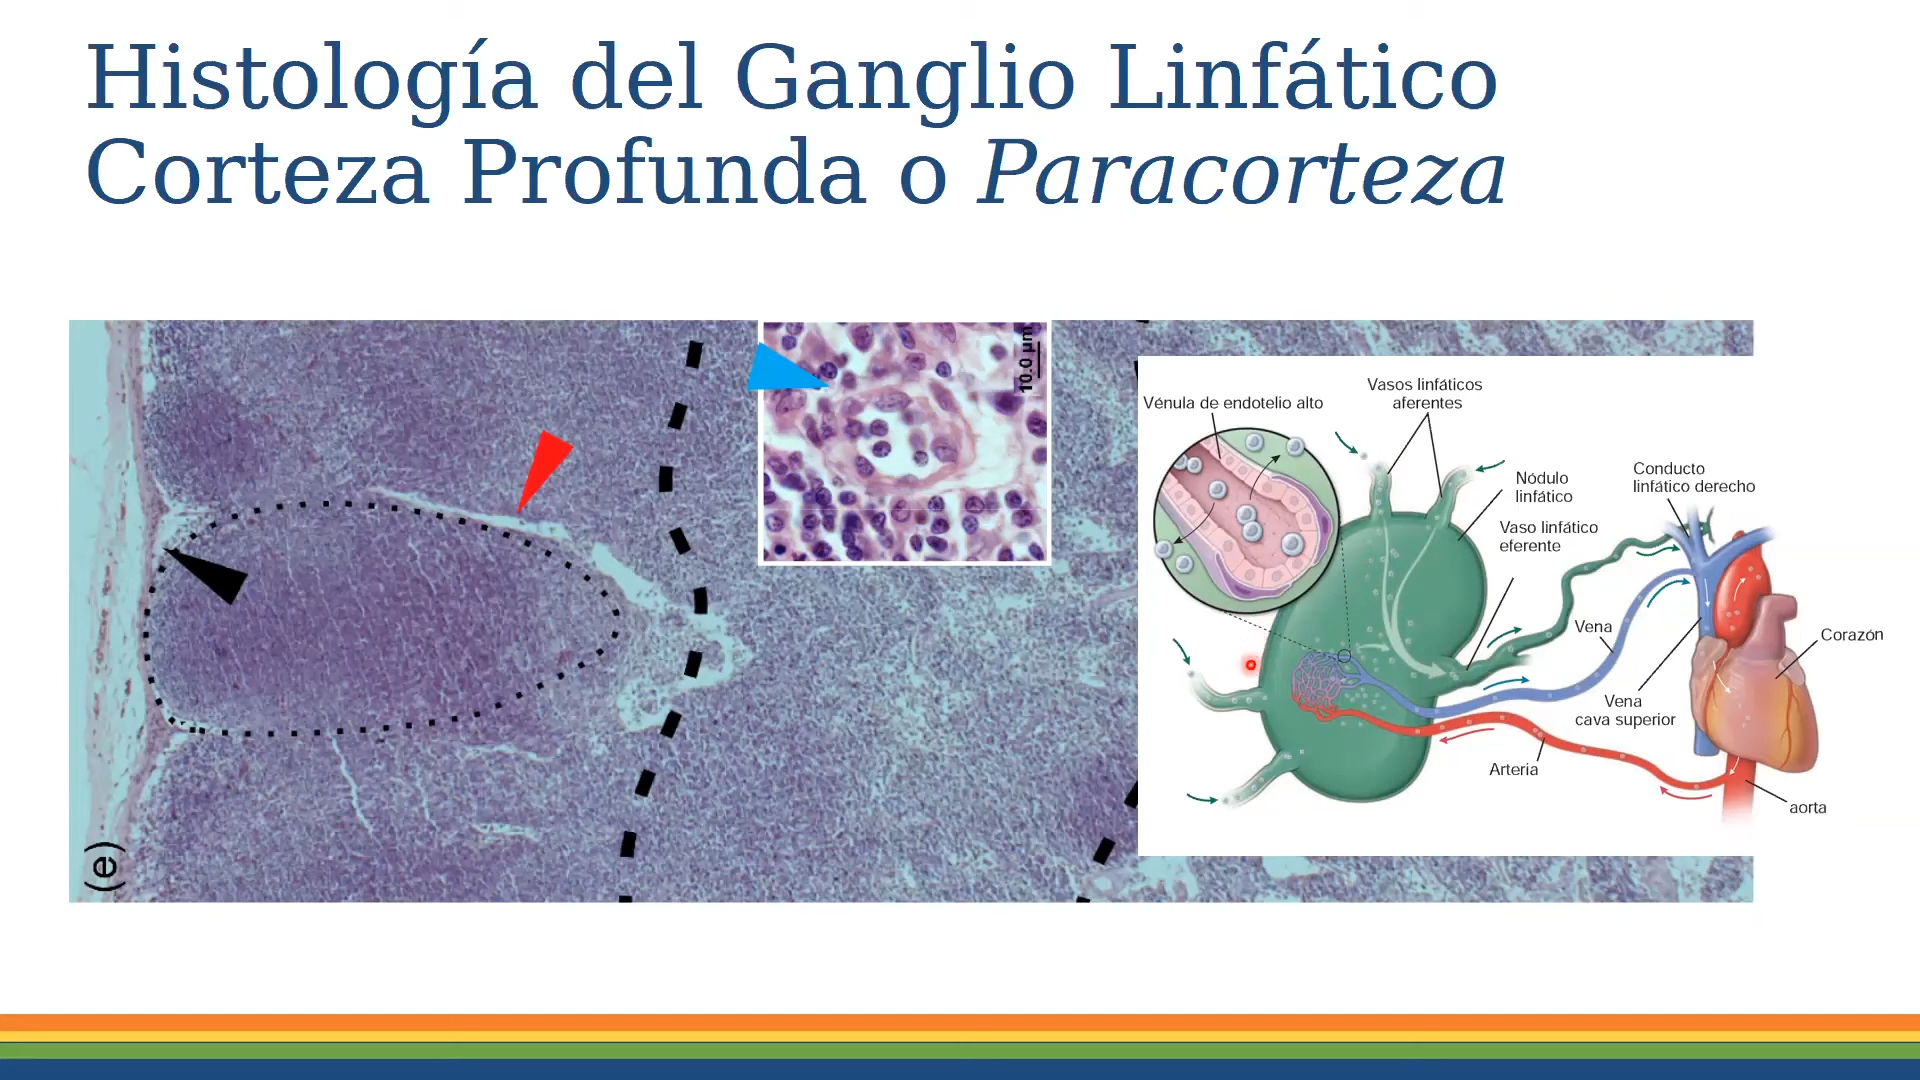 Histología del Ganglio Linfático
Corteza Profunda o Paracorteza
10.0 µm
(e)
Vénula de endotelio alto
Vasos linfáticos
aferentes
Nódulo
linfático
Vaso linfático
eferente
Conducto
linfático derecho
Vena
Corazón
Vena
cava superior
Arteria
aorta